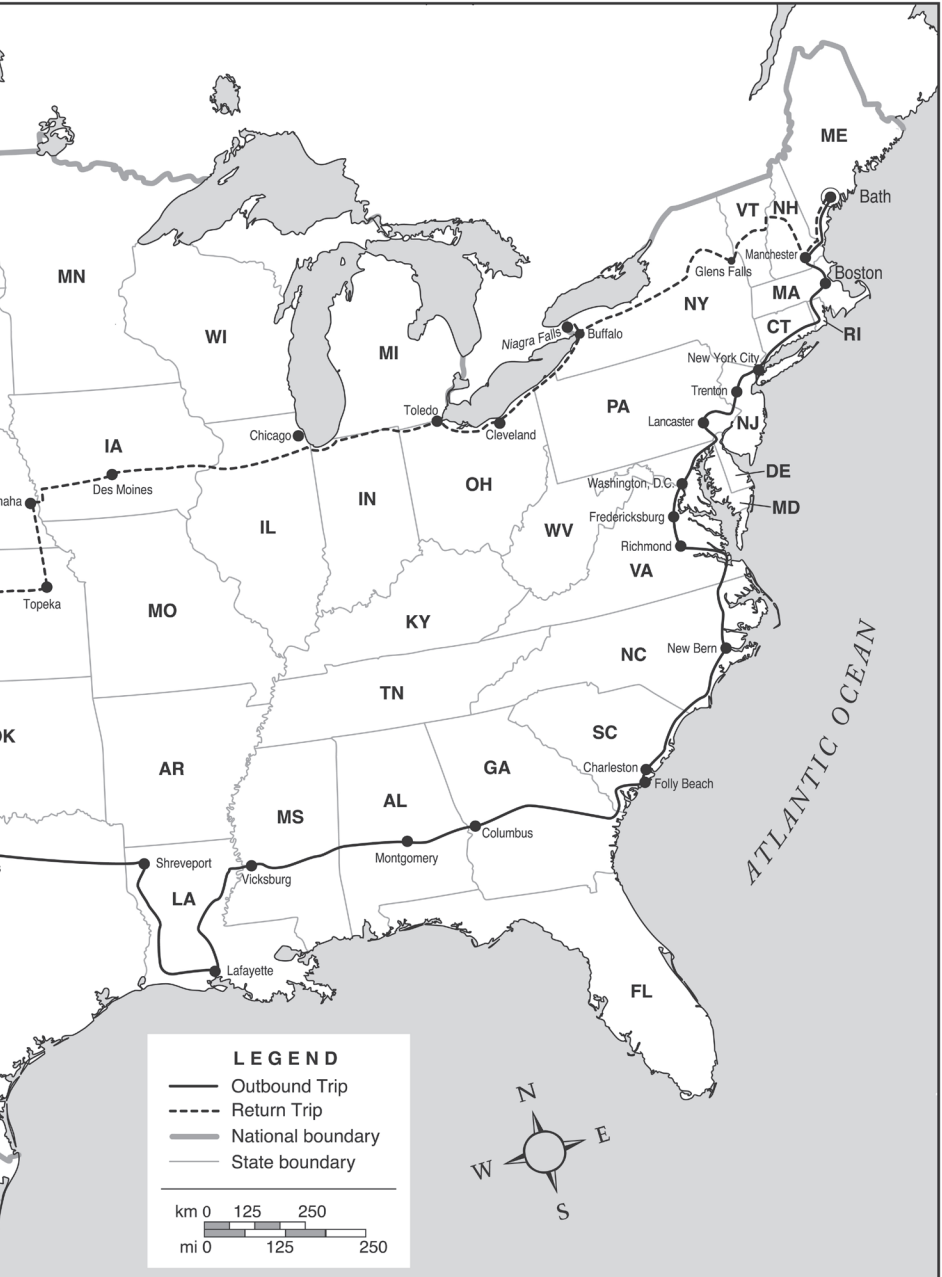 ME
Bath
VT
NH
MN
Manchester
Glens Falls
Boston
MA
NY
WI
CT
RI
Niagra Falls
Buffalo
MI
New York City
Trenton
PA
Toledo
Lancaster
NJ
Chicago
Cleveland
IA
DE
OH
Washington, D.C.
Des Moines
IN
MD
naha
Fredericksburg
IL
WV
Richmond
VA
Topeka
MO
KY
New Bern
NC
TN
ATLANTIC OCEAN
OK
SC
AR
GA
Charleston
Folly Beach
AL
MS
Columbus
Montgomery
Shreveport
Vicksburg
LA
Lafayette
FL
LEGEND
Outbound Trip
Return Trip
National boundary
State boundary
km 0 125 250
mi 0 125 250
N
E
W
S